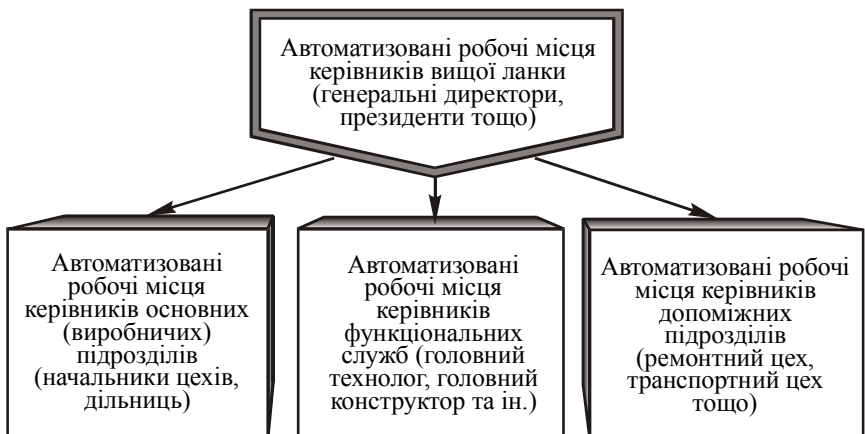 Автоматизовані робочі місця
керівників вищої ланки
(генеральні директори,
президенти тощо)
Автоматизовані
робочі місця
керівників основних
(виробничих)
підрозділів
(начальники цехів,
дільниць)
Автоматизовані
робочі місця
керівників
функціональних
служб (головний
технолог, головний
конструктор та ін.)
Автоматизовані робочі
місця керівників
допоміжних
підрозділів
(ремонтний цех,
транспортний цех
тощо)